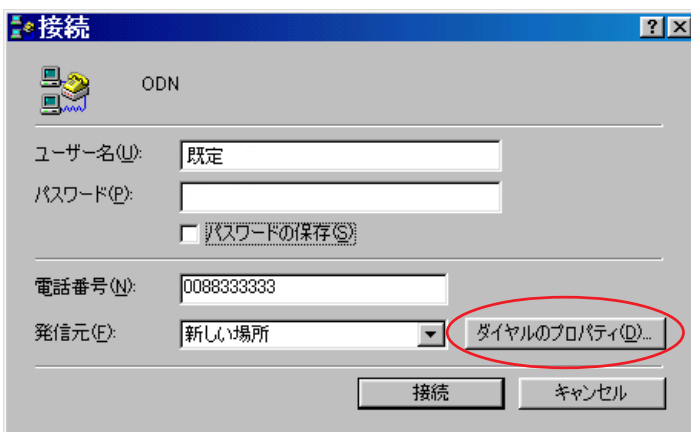 接続
ODN
ユーザー名(U): 既定
パスワード(P):
パスワードの保存(S)
電話番号(N): 0088333333
発信元(F): 新しい場所 ダイヤルのプロパティ(D)...
接続 キャンセル